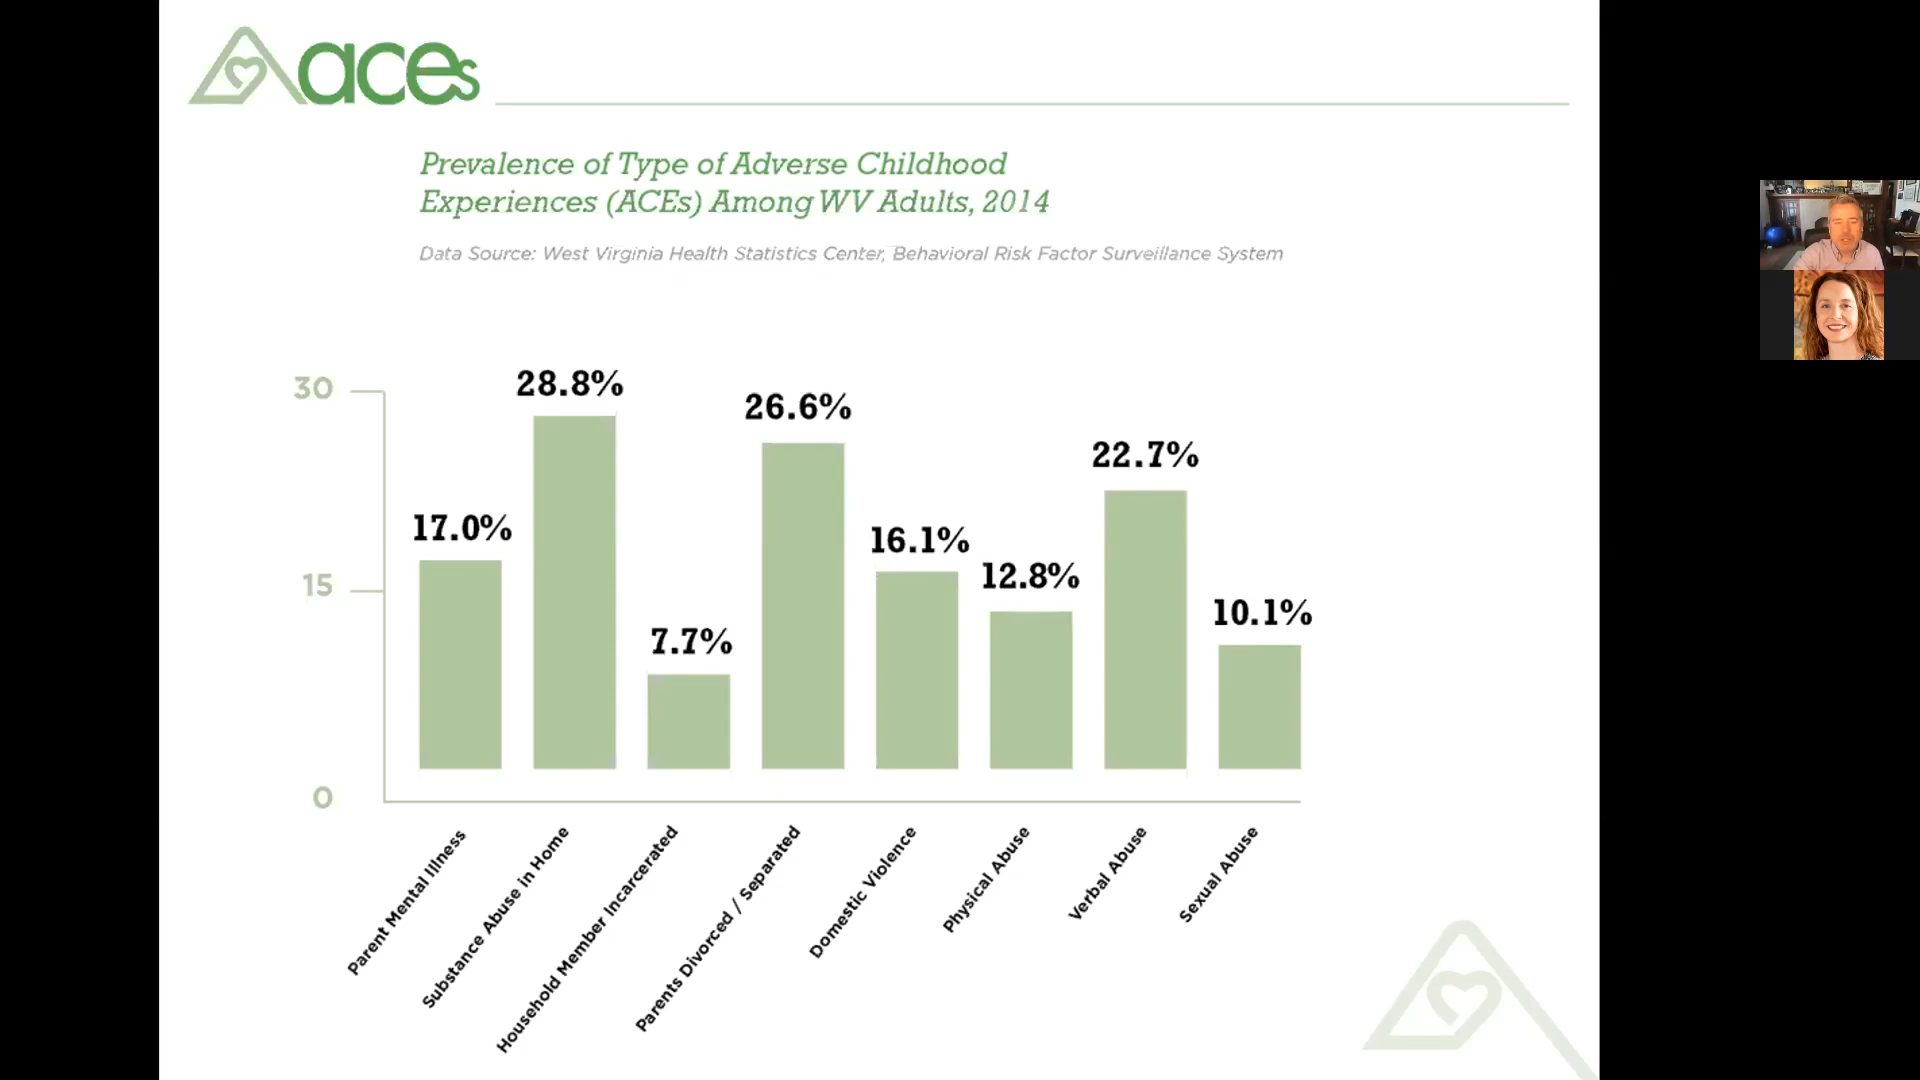 aces
Prevalence of Type of Adverse Childhood
Experiences (ACEs) Among WV Adults, 2014
Data Source: West Virginia Health Statistics Center, Behavioral Risk Factor Surveillance System
30
15
0
17.0%
28.8%
7.7%
26.6%
16.1%
12.8%
22.7%
10.1%
Parent Mental Illness
Substance Abuse in Home
Household Member Incarcerated
Parents Divorced / Separated
Domestic Violence
Physical Abuse
Verbal Abuse
Sexual Abuse